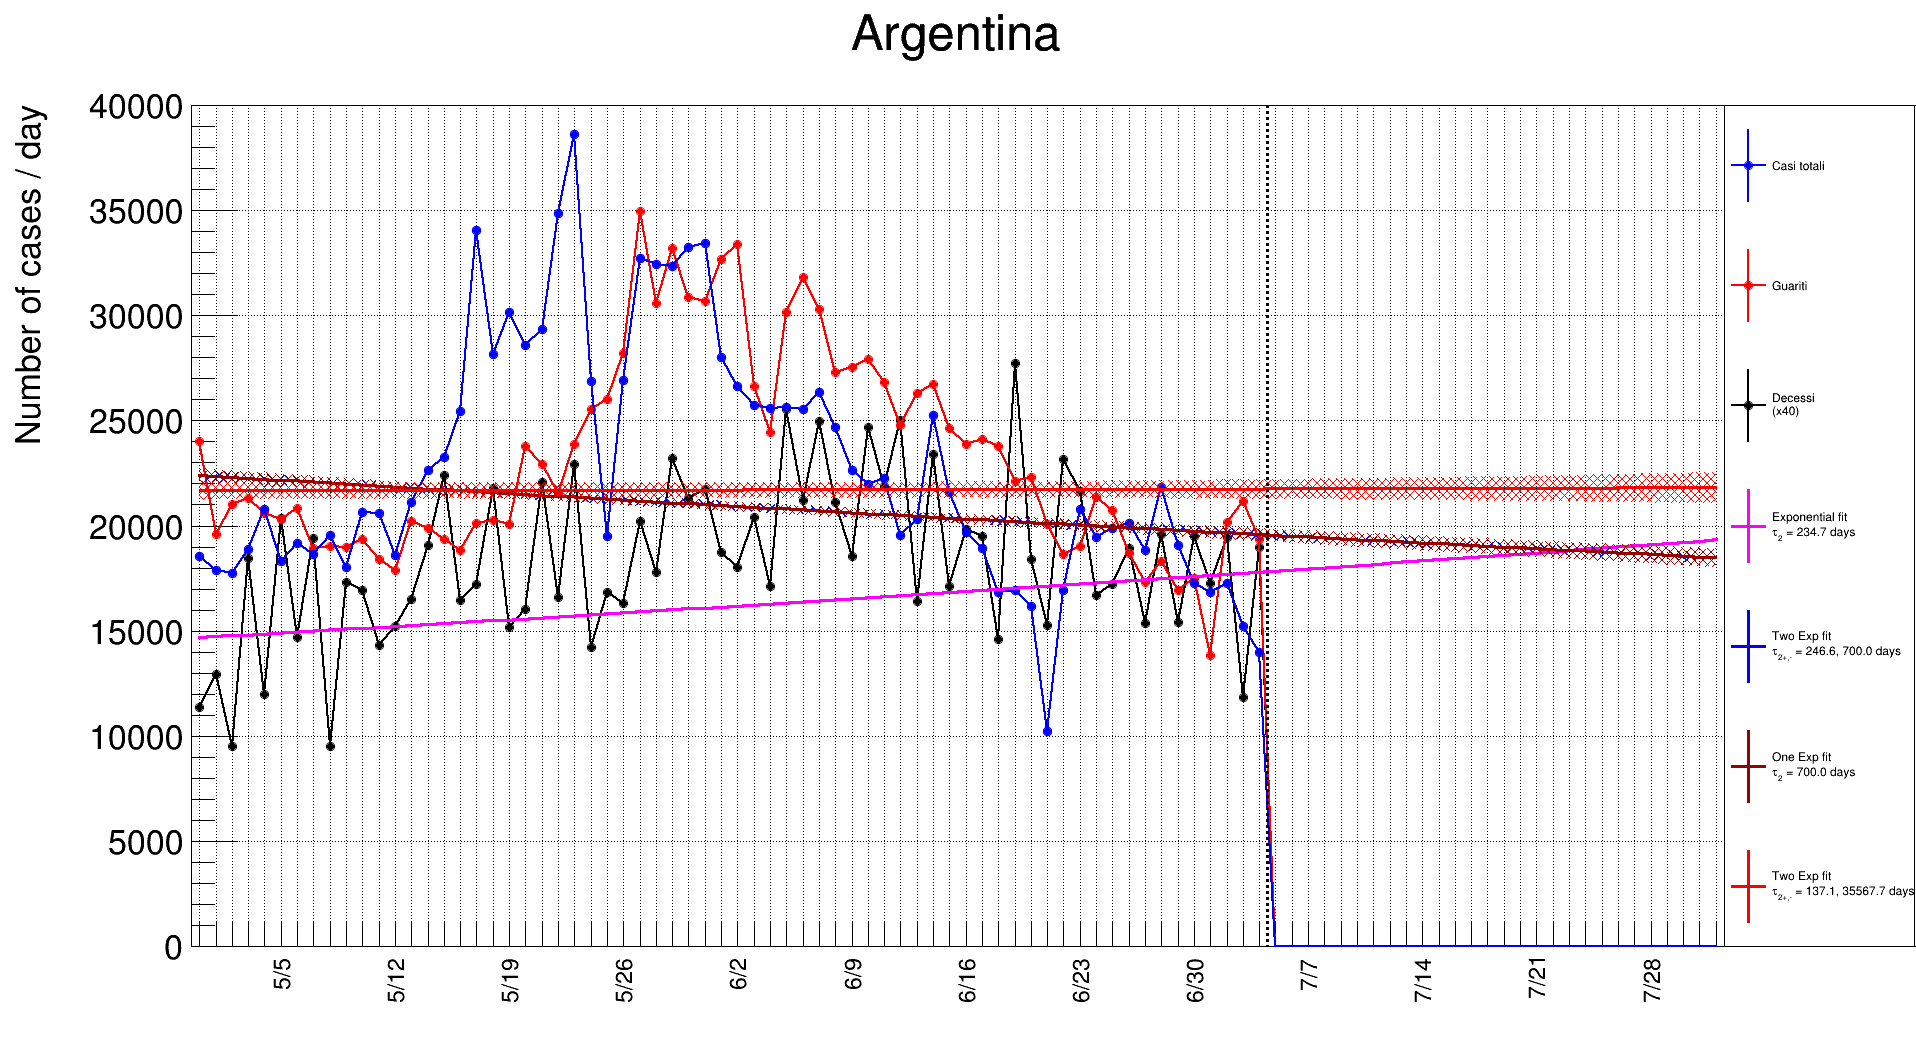 Argentina
Number of cases / day
40000
35000
30000
25000
20000
15000
10000
5000
0
5/5
5/12
5/19
5/26
6/2
6/9
6/16
6/23
6/30
7/7
7/14
7/21
7/28
Casi totali
Guariti
Decessi
(x40)
Exponential fit
τ2 = 234.7 days
Two Exp fit
τ2+,- = 246.6, 700.0 days
One Exp fit
τ2 = 700.0 days
Two Exp fit
τ2+,- = 137.1, 35567.7 days